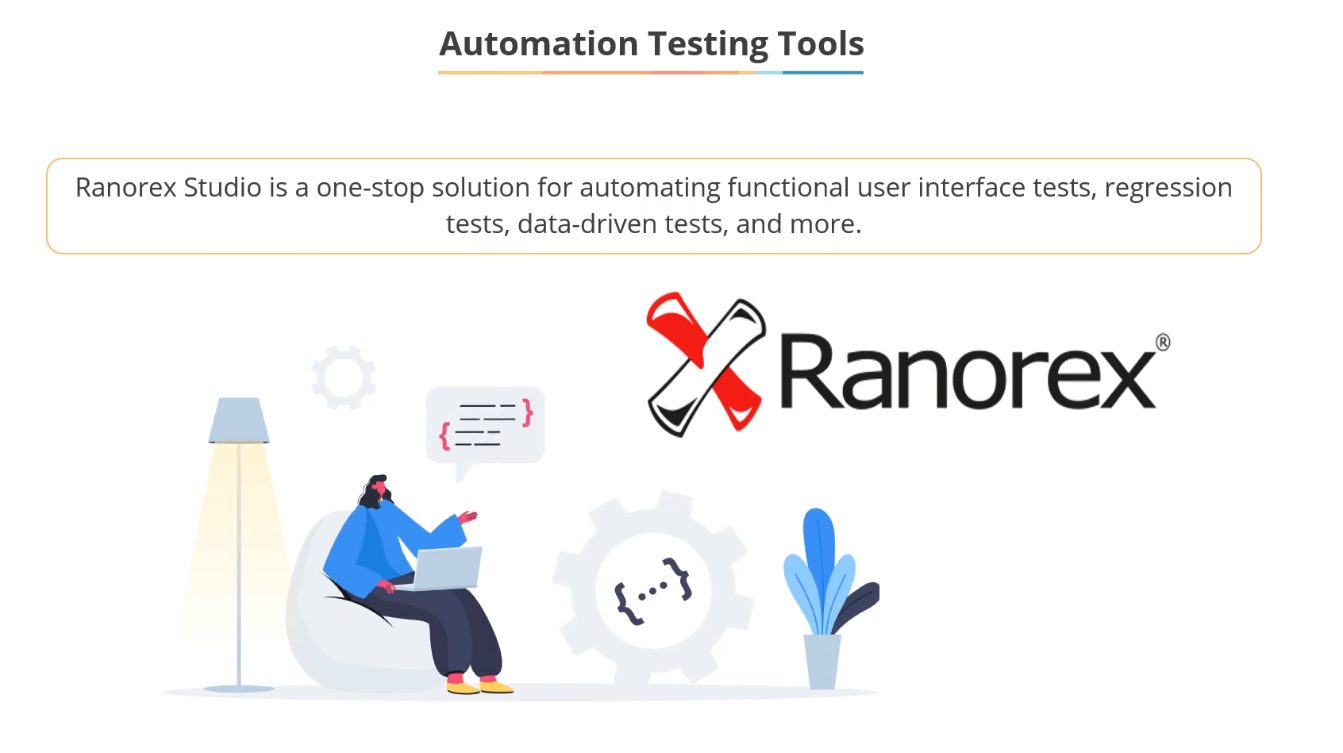 Automation Testing Tools
Ranorex Studio is a one-stop solution for automating functional user interface tests, regression
tests, data-driven tests, and more.
Ranorex®
{ }
{...}